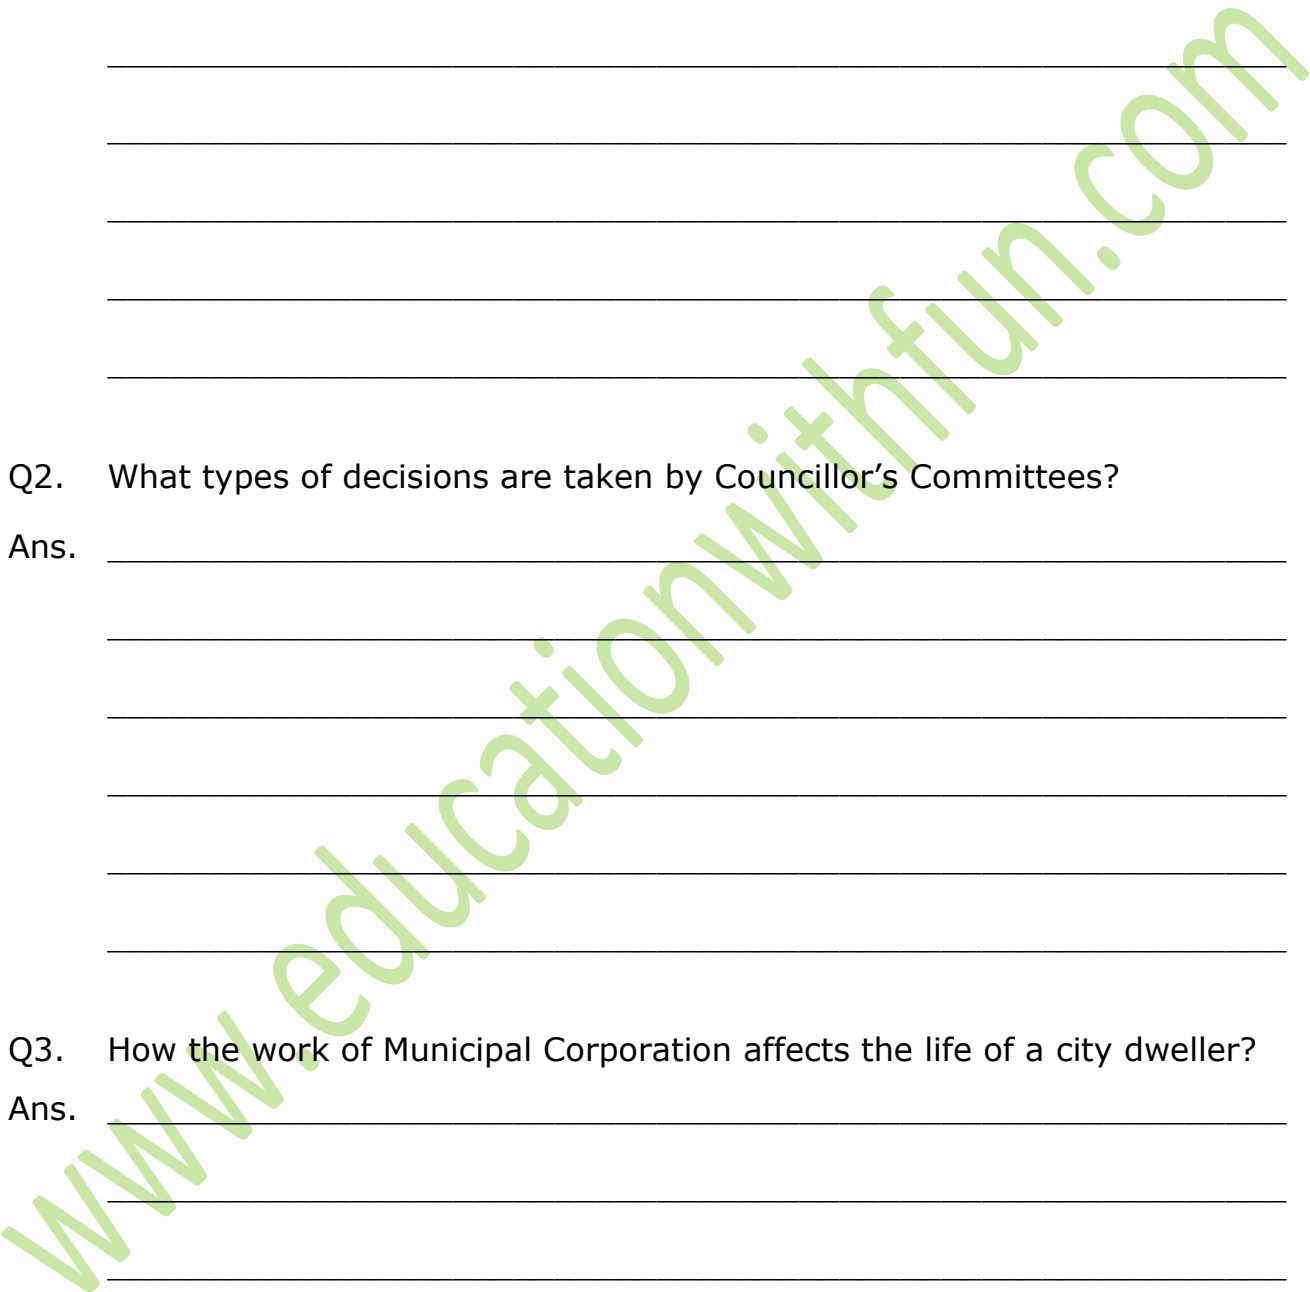 Q2. What types of decisions are taken by Councillor’s Committees?
Ans.
Q3. How the work of Municipal Corporation affects the life of a city dweller?
Ans.
www.educationwithfun.com